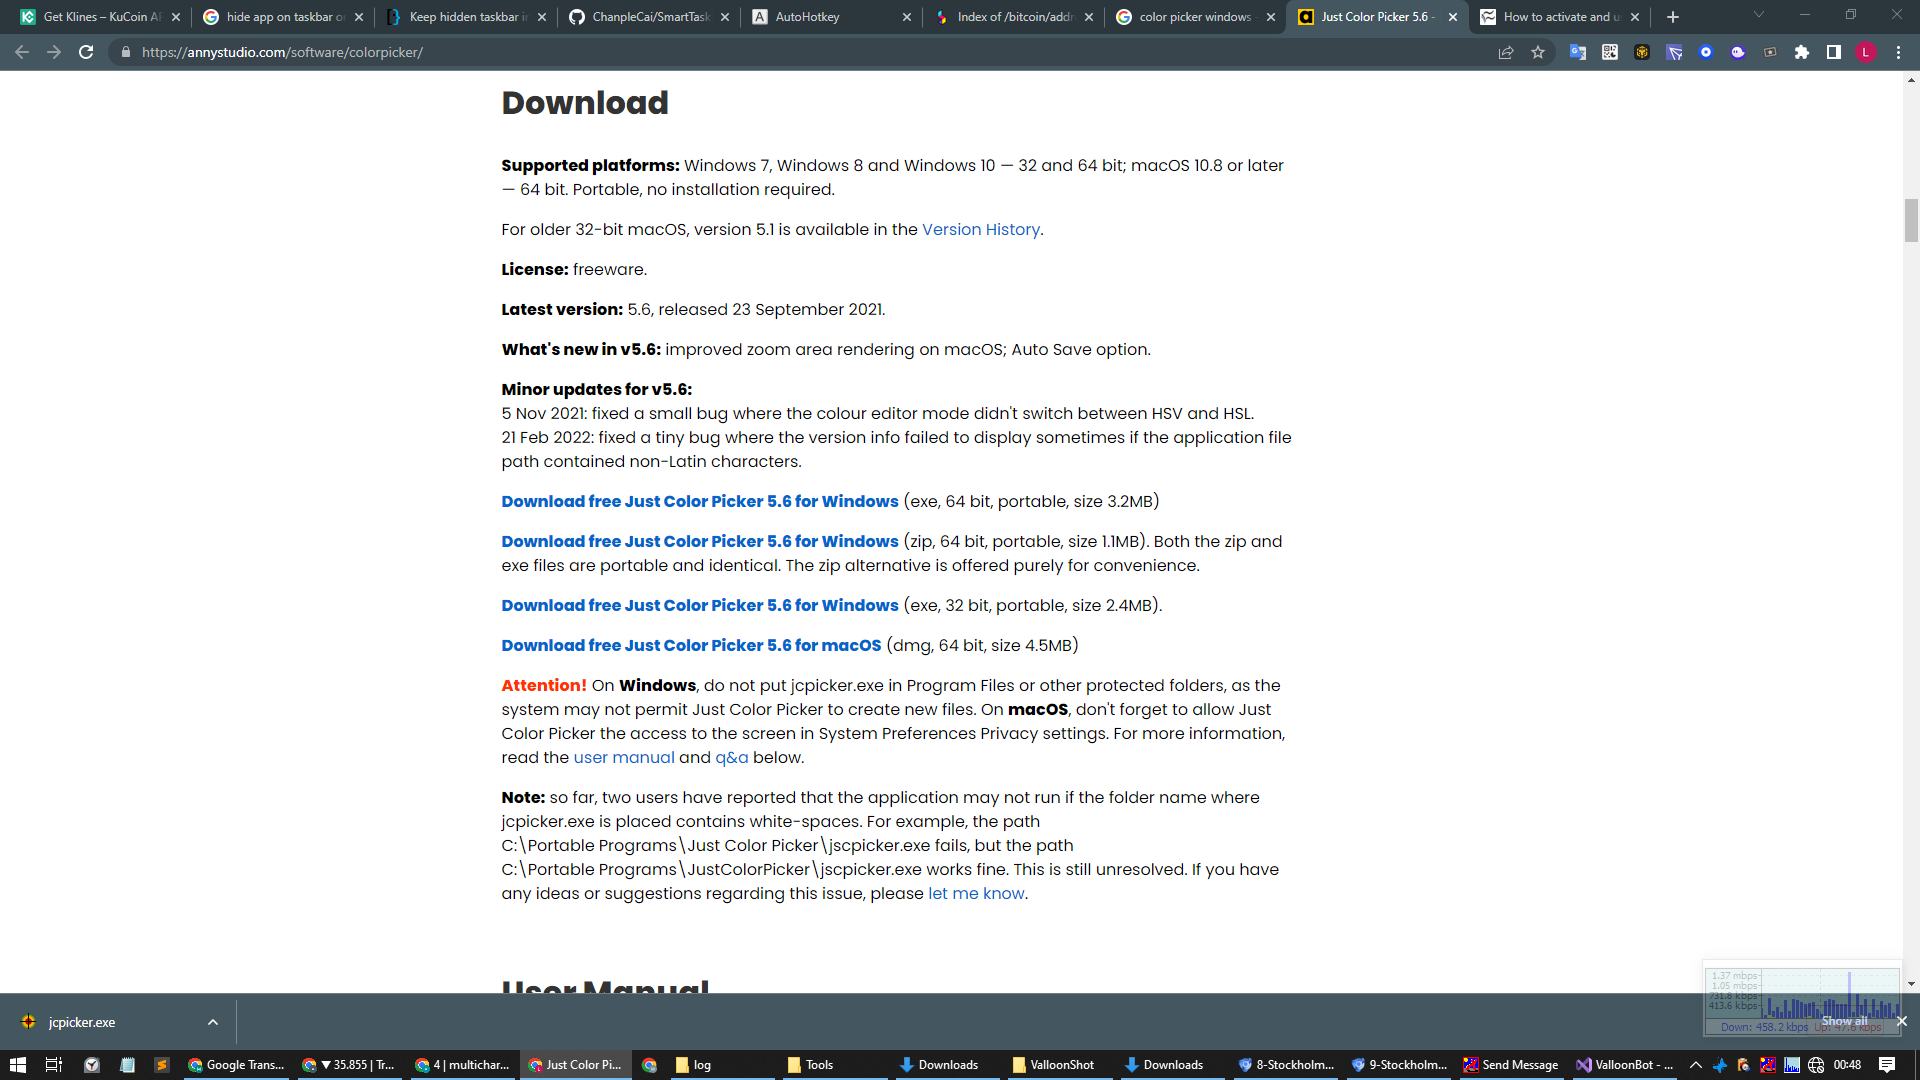 Get Klines – KuCoin AP
hide app on taskbar o
Keep hidden taskbar i
ChanpleCai/SmartTask
AutoHotkey
Index of /bitcoin/addr
color picker windows -
Just Color Picker 5.6 -
How to activate and u
https://annystudio.com/software/colorpicker/
L
Download
Supported platforms: Windows 7, Windows 8 and Windows 10 — 32 and 64 bit; macOS 10.8 or later
— 64 bit. Portable, no installation required.
For older 32-bit macOS, version 5.1 is available in the Version History.
License: freeware.
Latest version: 5.6, released 23 September 2021.
What's new in v5.6: improved zoom area rendering on macOS; Auto Save option.
Minor updates for v5.6:
5 Nov 2021: fixed a small bug where the colour editor mode didn't switch between HSV and HSL.
21 Feb 2022: fixed a tiny bug where the version info failed to display sometimes if the application file
path contained non-Latin characters.
Download free Just Color Picker 5.6 for Windows (exe, 64 bit, portable, size 3.2MB)
Download free Just Color Picker 5.6 for Windows (zip, 64 bit, portable, size 1.1MB). Both the zip and
exe files are portable and identical. The zip alternative is offered purely for convenience.
Download free Just Color Picker 5.6 for Windows (exe, 32 bit, portable, size 2.4MB).
Download free Just Color Picker 5.6 for macOS (dmg, 64 bit, size 4.5MB)
Attention! On Windows, do not put jcpicker.exe in Program Files or other protected folders, as the
system may not permit Just Color Picker to create new files. On macOS, don't forget to allow Just
Color Picker the access to the screen in System Preferences Privacy settings. For more information,
read the user manual and q&a below.
Note: so far, two users have reported that the application may not run if the folder name where
jcpicker.exe is placed contains white-spaces. For example, the path
C:\Portable Programs\Just Color Picker\jscpicker.exe fails, but the path
C:\Portable Programs\JustColorPicker\jscpicker.exe works fine. This is still unresolved. If you have
any ideas or suggestions regarding this issue, please let me know.
User Manual
1.37 mbps
1.05 mbps
731.8 kbps
413.6 kbps
Down: 458.2 kbps Up: 47.6 kbps
Show all
jcpicker.exe
Google Trans...
▼ 35.855 | Tr...
4 | multichar...
Just Color Pi...
log
Tools
Downloads
ValloonShot
Downloads
8-Stockholm...
9-Stockholm...
Send Message
ValloonBot - ...
00:48